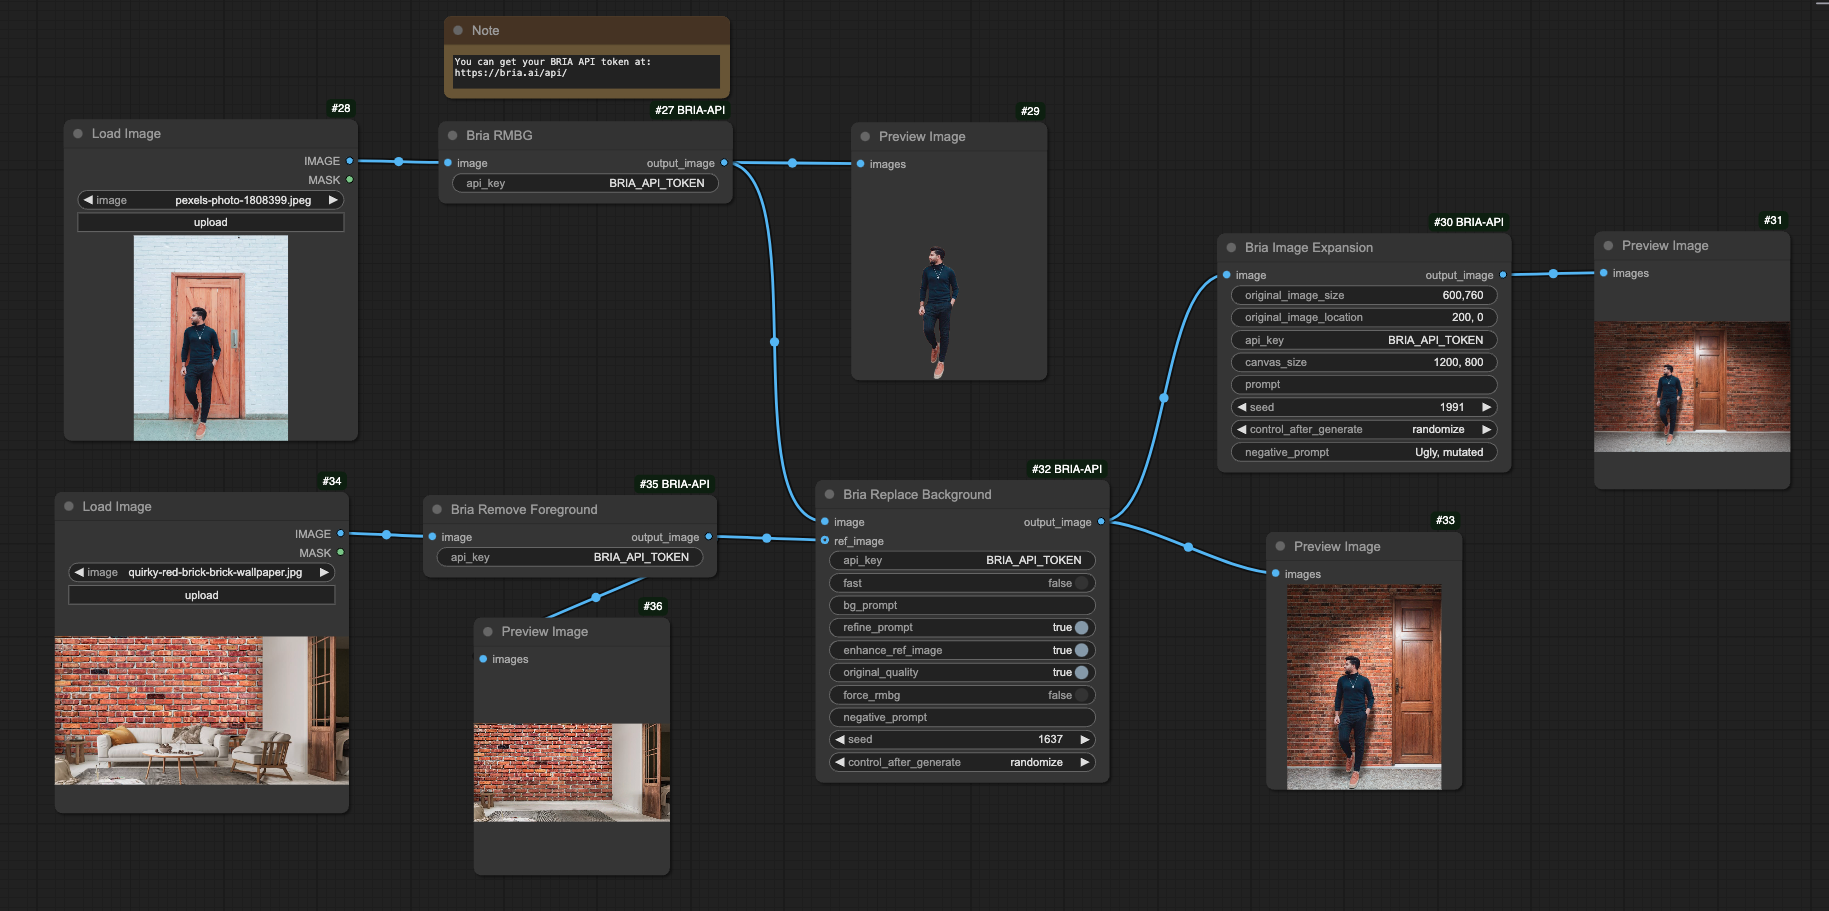 Note
You can get your BRIA API token at:
https://bria.ai/api/
#28
Load Image
IMAGE
MASK
image pexels-photo-1808399.jpeg
upload
#27 BRIA-API
Bria RMBG
image output_image
api_key BRIA_API_TOKEN
#29
Preview Image
images
#30 BRIA-API
Bria Image Expansion
image output_image
original_image_size 600,760
original_image_location 200, 0
api_key BRIA_API_TOKEN
canvas_size 1200, 800
prompt
seed 1991
control_after_generate randomize
negative_prompt Ugly, mutated
#31
Preview Image
images
#34
Load Image
IMAGE
MASK
image quirky-red-brick-brick-wallpaper.jpg
upload
#35 BRIA-API
Bria Remove Foreground
image output_image
api_key BRIA_API_TOKEN
#36
Preview Image
images
#32 BRIA-API
Bria Replace Background
image output_image
ref_image
api_key BRIA_API_TOKEN
fast false
bg_prompt
refine_prompt true
enhance_ref_image true
original_quality true
force_rmbg false
negative_prompt
seed 1637
control_after_generate randomize
#33
Preview Image
images